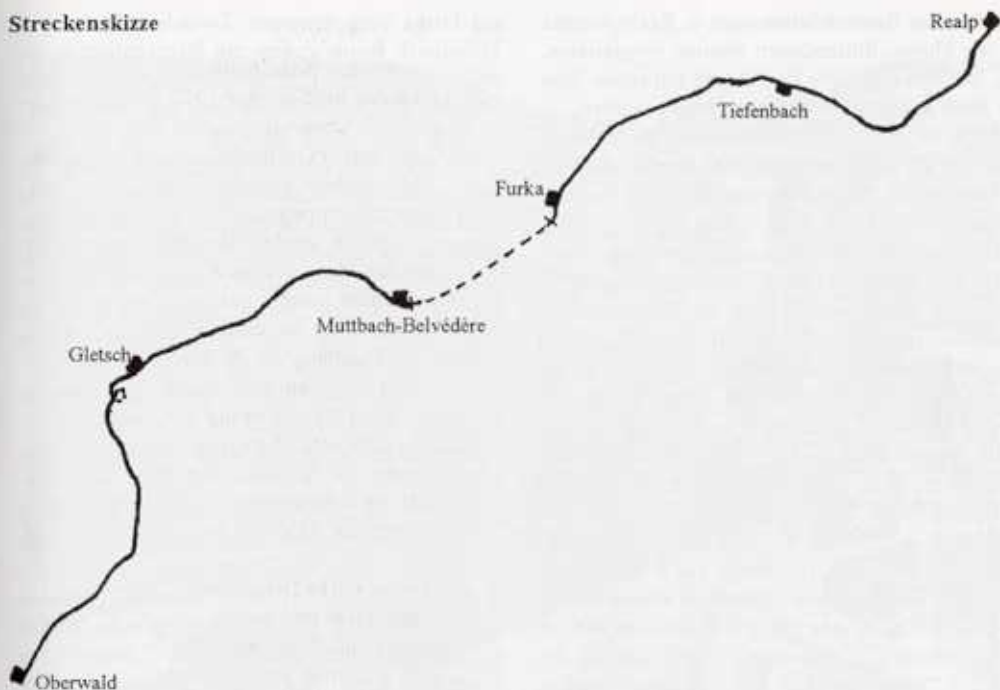 Streckenskizze
Realp
Tiefenbach
Furka
Muttbach-Belvédère
Gletsch
Oberwald